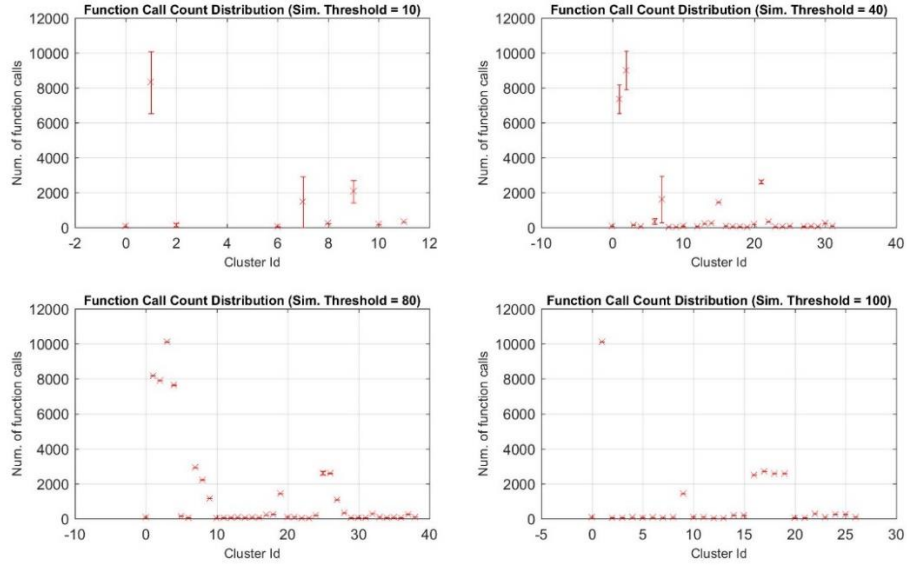 Function Call Count Distribution (Sim. Threshold = 10)
12000
10000
8000
6000
4000
2000
0
Num. of function calls
-2 0 2 4 6 8 10 12
Cluster Id
Function Call Count Distribution (Sim. Threshold = 40)
12000
10000
8000
6000
4000
2000
0
Num. of function calls
-10 0 10 20 30 40
Cluster Id
Function Call Count Distribution (Sim. Threshold = 80)
12000
10000
8000
6000
4000
2000
0
Num. of function calls
-10 0 10 20 30 40
Cluster Id
Function Call Count Distribution (Sim. Threshold = 100)
12000
10000
8000
6000
4000
2000
0
Num. of function calls
-5 0 5 10 15 20 25 30
Cluster Id